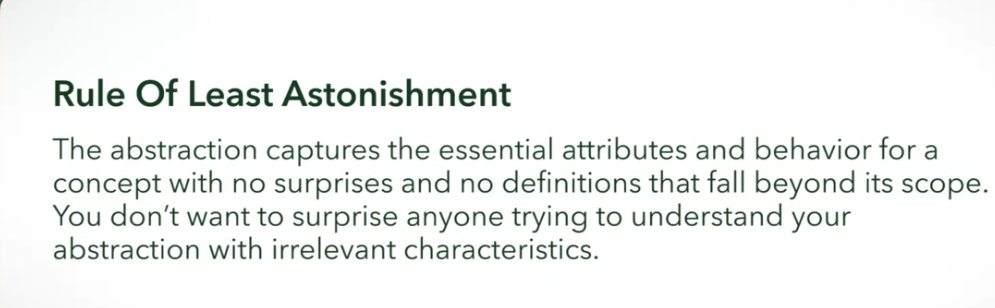 Rule Of Least Astonishment
The abstraction captures the essential attributes and behavior for a
concept with no surprises and no definitions that fall beyond its scope.
You don’t want to surprise anyone trying to understand your
abstraction with irrelevant characteristics.